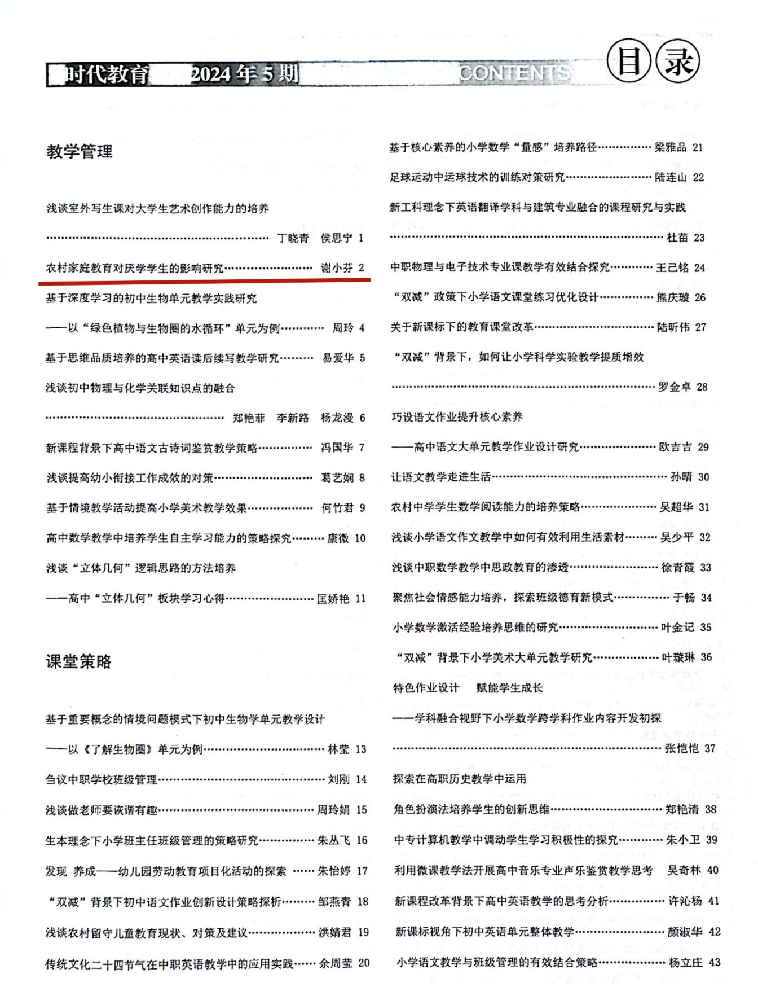 时代教育 2024年5期 CONTENTS 目录
教学管理
浅谈室外写生课对大学生艺术创作能力的培养
………………………………………………………… 丁晓青 侯思宁 1
农村家庭教育对厌学学生的影响研究…………………… 谢小芬 2
基于深度学习的初中生物单元教学实践研究
——以“绿色植物与生物圈的水循环”单元为例………… 周玲 4
基于思维品质培养的高中英语读后续写教学研究……… 易爱华 5
浅谈初中物理与化学关联知识点的融合
……………………………………………… 郑艳菲 李新路 杨龙漫 6
新课程背景下高中语文古诗词鉴赏教学策略…………… 冯国华 7
浅谈提高幼小衔接工作成效的对策……………………… 葛艺娴 8
基于情境教学活动提高小学美术教学效果……………… 何竹君 9
高中数学教学中培养学生自主学习能力的策略探究……… 康微 10
浅谈“立体几何”逻辑思路的方法培养
——高中“立体几何”板块学习心得…………………… 匡娇艳 11
课堂策略
基于重要概念的情境问题模式下初中生物学单元教学设计
——以《了解生物圈》单元为例…………………………… 林莹 13
刍议中职学校班级管理………………………………………… 刘刚 14
浅谈做老师要诙谐有趣……………………………………… 周玲娟 15
生本理念下小学班主任班级管理的策略研究…………… 朱丛飞 16
发现 养成——幼儿园劳动教育项目化活动的探索 …… 朱怡婷 17
“双减”背景下初中语文作业创新设计策略探析……… 邹燕青 18
浅谈农村留守儿童教育现状、对策及建议……………… 洪婧君 19
传统文化二十四节气在中职英语教学中的应用实践…… 余周莹 20
基于核心素养的小学数学“量感”培养路径…………… 梁雅品 21
足球运动中运球技术的训练对策研究…………………… 陆连山 22
新工科理念下英语翻译学科与建筑专业融合的课程研究与实践
……………………………………………………………………… 杜苗 23
中职物理与电子技术专业课教学有效结合探究………… 王己铭 24
“双减”政策下小学语文课堂练习优化设计…………… 熊庆璇 26
关于新课标下的教育课堂改革…………………………… 陆昕伟 27
“双减”背景下，如何让小学科学实验教学提质增效
…………………………………………………………………… 罗金卓 28
巧设语文作业提升核心素养
——高中语文大单元教学作业设计研究………………… 欧吉吉 29
让语文教学走进生活………………………………………… 孙晴 30
农村中学学生数学阅读能力的培养策略………………… 吴超华 31
浅谈小学语文作文教学中如何有效利用生活素材……… 吴少平 32
浅谈中职数学教学中思政教育的渗透…………………… 徐青霞 33
聚焦社会情感能力培养，探索班级德育新模式…………… 于畅 34
小学数学激活经验培养思维的研究……………………… 叶金记 35
“双减”背景下小学美术大单元教学研究……………… 叶璇琳 36
特色作业设计 赋能学生成长
——学科融合视野下小学数学跨学科作业内容开发初探
…………………………………………………………………… 张恺恺 37
探索在高职历史教学中运用
角色扮演法培养学生的创新思维………………………… 郑艳清 38
中专计算机教学中调动学生学习积极性的探究………… 朱小卫 39
利用微课教学法开展高中音乐专业声乐鉴赏教学思考 吴奇林 40
新课程改革背景下高中英语教学的思考分析…………… 许沁杨 41
新课标视角下初中英语单元整体教学…………………… 颜淑华 42
小学语文教学与班级管理的有效结合策略……………… 杨立庄 43